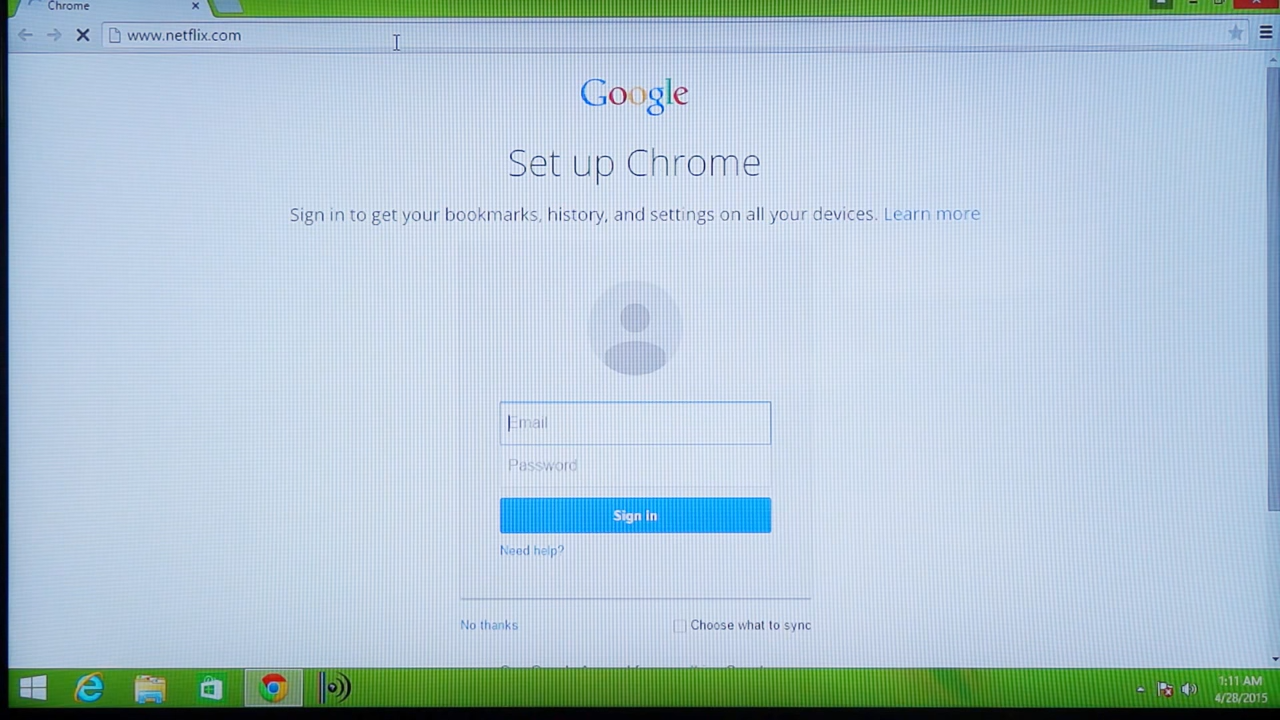 Chrome
www.netflix.com
Google
Set up Chrome
Sign in to get your bookmarks, history, and settings on all your devices. Learn more
Email
Password
Sign in
Need help?
No thanks
Choose what to sync
1:11 AM
4/28/2015